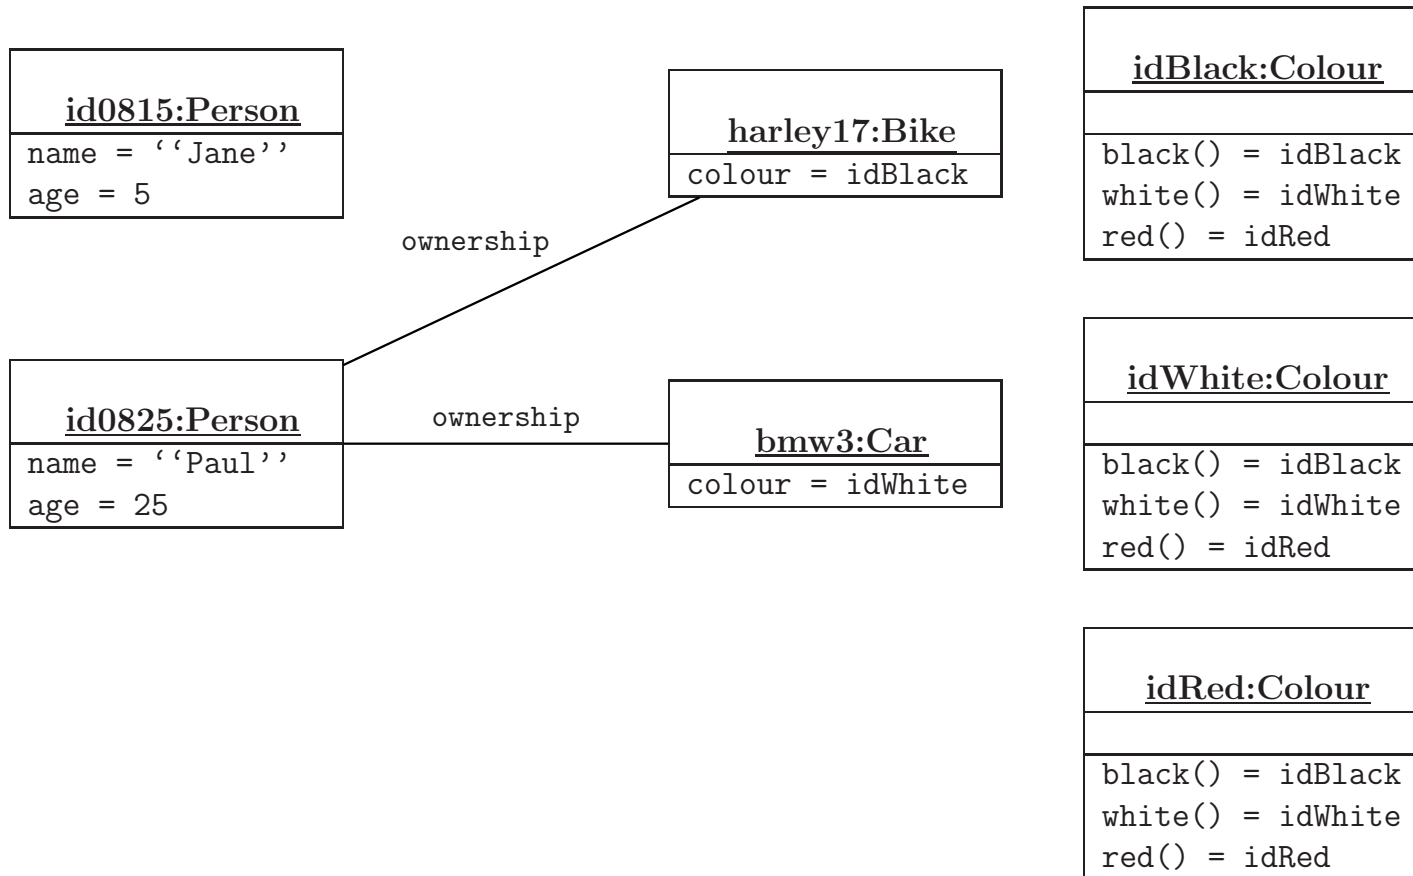 id0815:Person
name = ‘‘Jane’’
age = 5
harley17:Bike
colour = idBlack
idBlack:Colour
black() = idBlack
white() = idWhite
red() = idRed
ownership
id0825:Person
name = ‘‘Paul’’
age = 25
ownership
bmw3:Car
colour = idWhite
idWhite:Colour
black() = idBlack
white() = idWhite
red() = idRed
idRed:Colour
black() = idBlack
white() = idWhite
red() = idRed